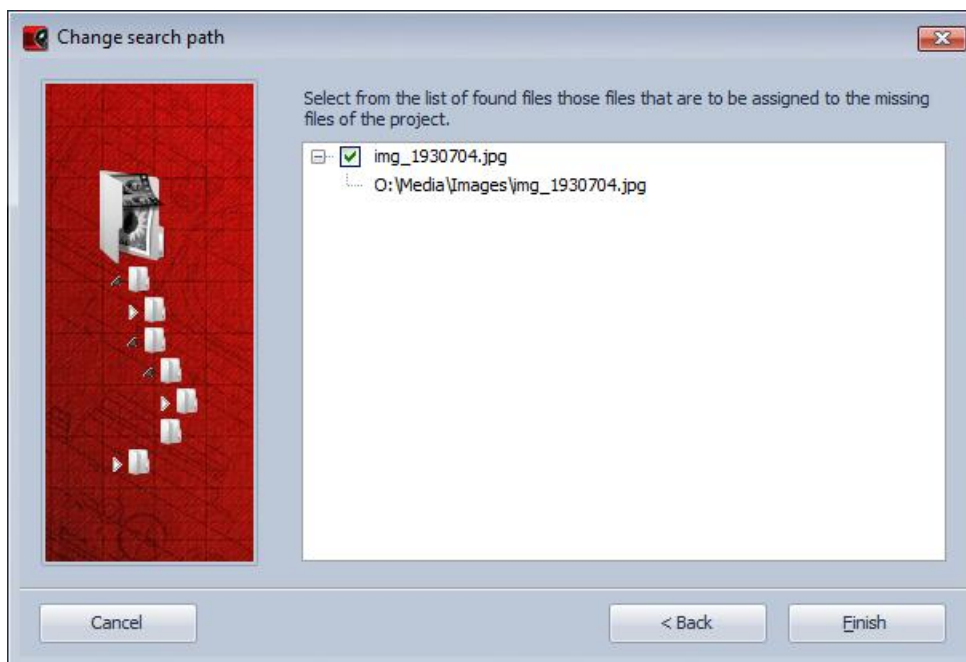 Change search path
Select from the list of found files those files that are to be assigned to the missing
files of the project.
img_1930704.jpg
O:\Media\Images\img_1930704.jpg
Cancel
< Back
Finish